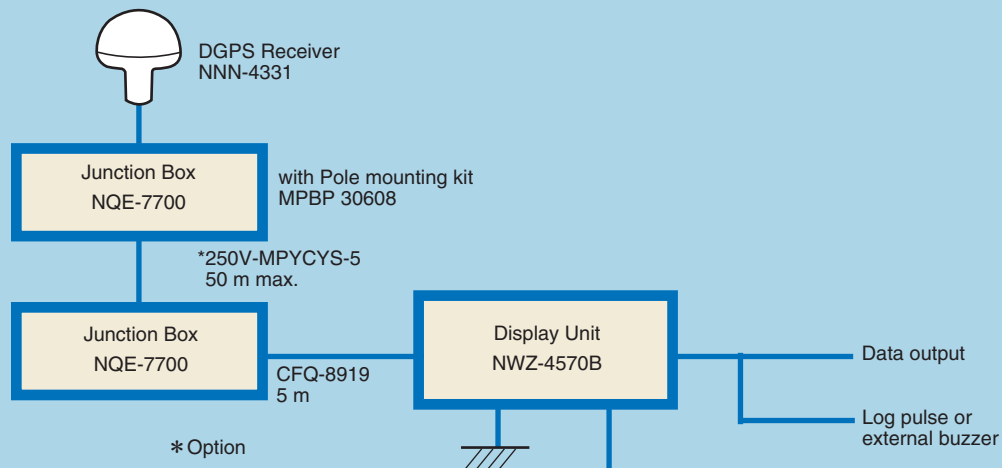 DGPS Receiver
NNN-4331
Junction Box
NQE-7700
with Pole mounting kit
MPBP 30608
*250V-MPYCYS-5
50 m max.
Junction Box
NQE-7700
CFQ-8919
5 m
Display Unit
NWZ-4570B
Data output
Log pulse or
external buzzer
*Option